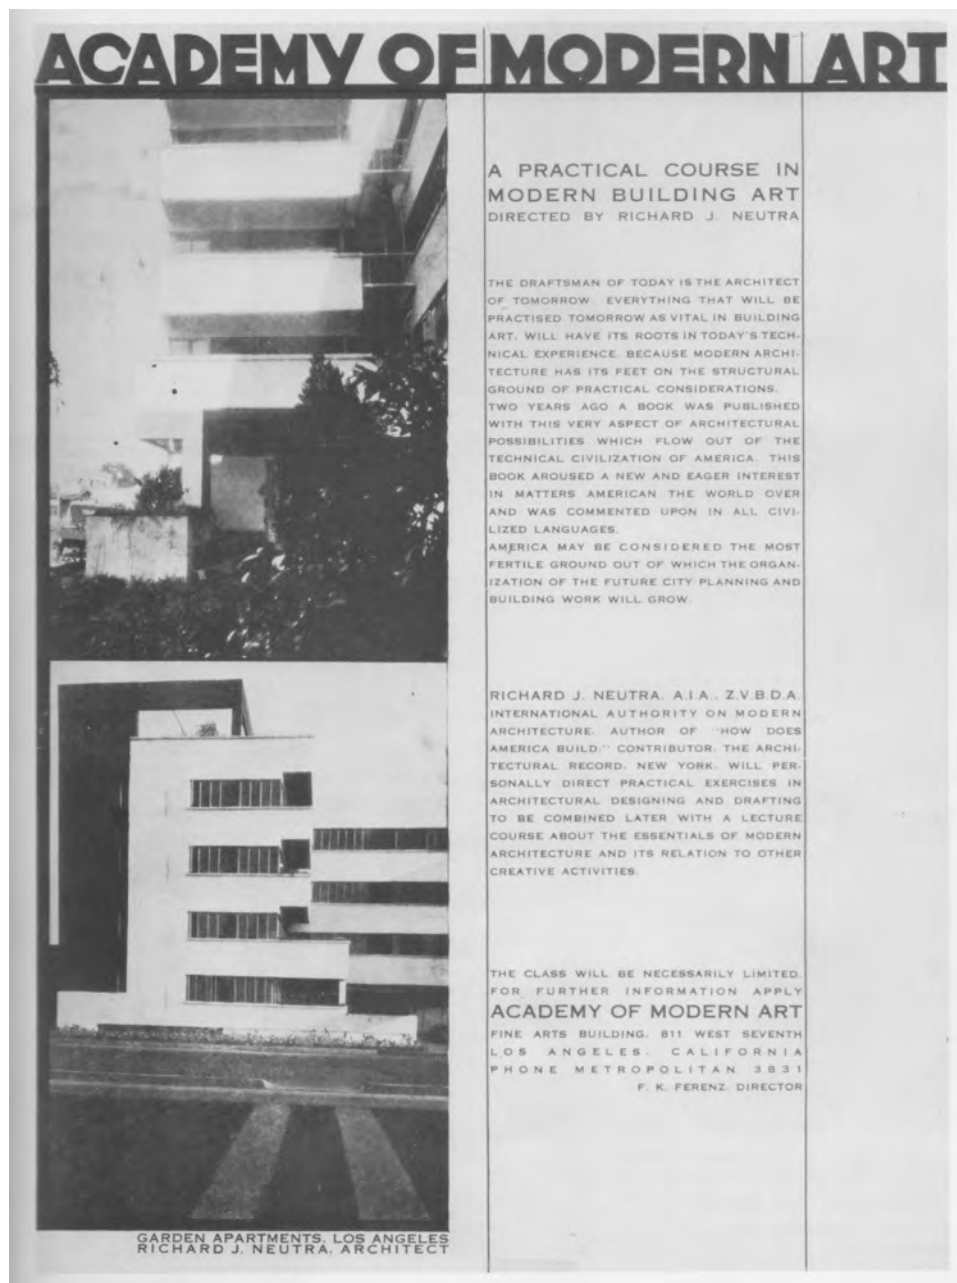 ACADEMY OF MODERN ART
A PRACTICAL COURSE IN
MODERN BUILDING ART
DIRECTED BY RICHARD J. NEUTRA
THE DRAFTSMAN OF TODAY IS THE ARCHITECT
OF TOMORROW. EVERYTHING THAT WILL BE
PRACTISED TOMORROW AS VITAL IN BUILDING
ART, WILL HAVE ITS ROOTS IN TODAY'S TECH-
NICAL EXPERIENCE, BECAUSE MODERN ARCHI-
TECTURE HAS ITS FEET ON THE STRUCTURAL
GROUND OF PRACTICAL CONSIDERATIONS.
TWO YEARS AGO A BOOK WAS PUBLISHED
WITH THIS VERY ASPECT OF ARCHITECTURAL
POSSIBILITIES WHICH FLOW OUT OF THE
TECHNICAL CIVILIZATION OF AMERICA. THIS
BOOK AROUSED A NEW AND EAGER INTEREST
IN MATTERS AMERICAN THE WORLD OVER
AND WAS COMMENTED UPON IN ALL CIVI-
LIZED LANGUAGES.
AMERICA MAY BE CONSIDERED THE MOST
FERTILE GROUND OUT OF WHICH THE ORGAN-
IZATION OF THE FUTURE CITY PLANNING AND
BUILDING WORK WILL GROW.
RICHARD J. NEUTRA, A.I.A., Z.V.B.D.A.
INTERNATIONAL AUTHORITY ON MODERN
ARCHITECTURE, AUTHOR OF "HOW DOES
AMERICA BUILD," CONTRIBUTOR, THE ARCHI-
TECTURAL RECORD, NEW YORK, WILL PER-
SONALLY DIRECT PRACTICAL EXERCISES IN
ARCHITECTURAL DESIGNING AND DRAFTING
TO BE COMBINED LATER WITH A LECTURE
COURSE ABOUT THE ESSENTIALS OF MODERN
ARCHITECTURE AND ITS RELATION TO OTHER
CREATIVE ACTIVITIES.
THE CLASS WILL BE NECESSARILY LIMITED.
FOR FURTHER INFORMATION APPLY
ACADEMY OF MODERN ART
FINE ARTS BUILDING, 811 WEST SEVENTH
LOS ANGELES, CALIFORNIA
PHONE METROPOLITAN 3831
F. K. FERENZ, DIRECTOR
GARDEN APARTMENTS, LOS ANGELES
RICHARD J. NEUTRA, ARCHITECT